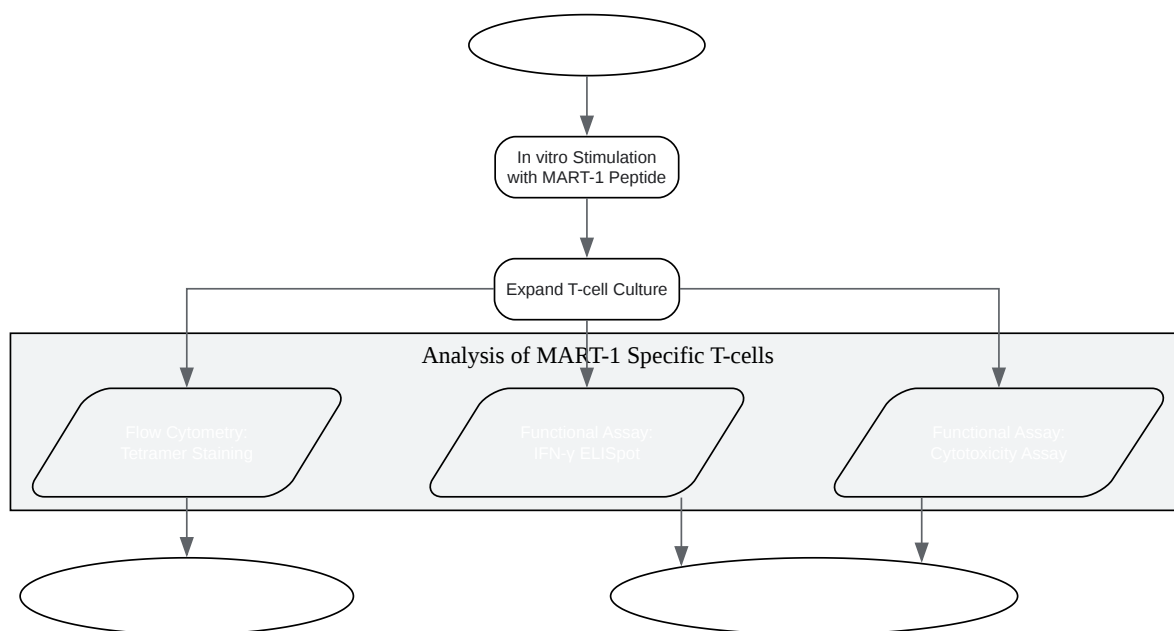 In vitro Stimulation
with MART-1 Peptide
Expand T-cell Culture
Analysis of MART-1 Specific T-cells
Flow Cytometry:
Tetramer Staining
Functional Assay:
IFN-γ ELISpot
Functional Assay:
Cytotoxicity Assay